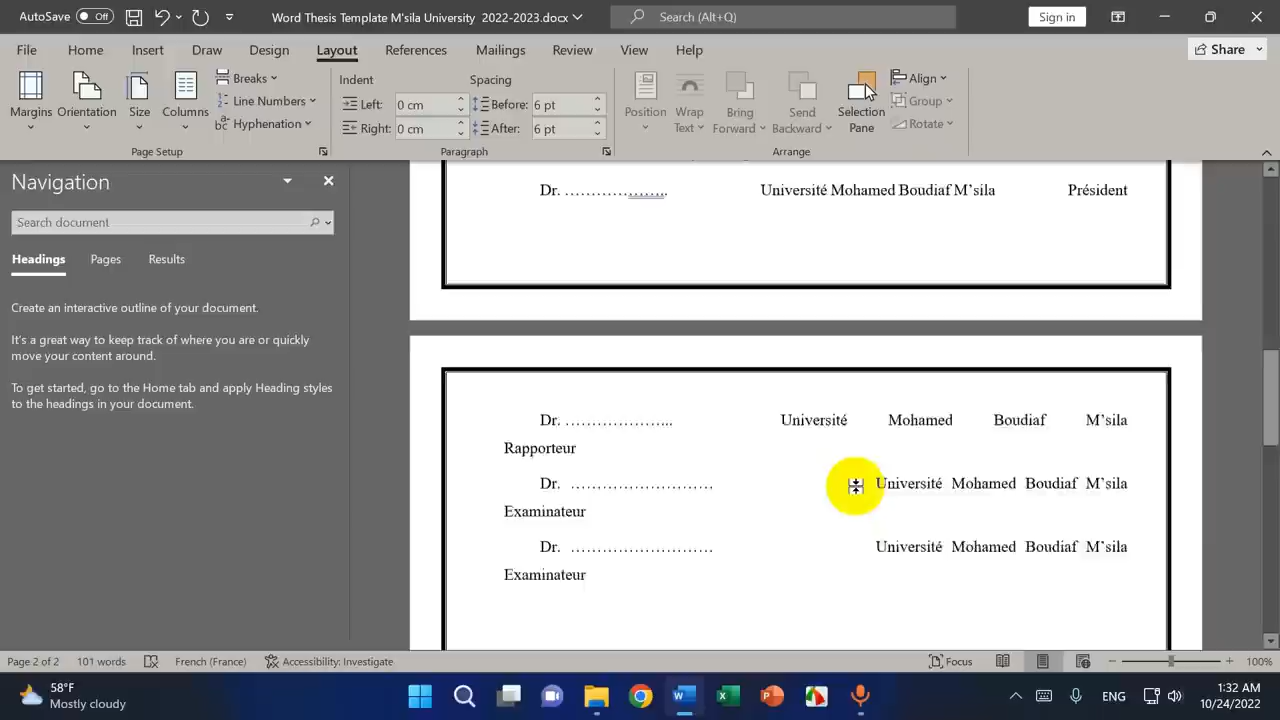 AutoSave Off Word Thesis Template M'sila University 2022-2023.docx Search (Alt+Q) Sign in
File Home Insert Draw Design Layout References Mailings Review View Help Share
Margins Orientation Size Columns Breaks Line Numbers Hyphenation
Page Setup
Indent Spacing
Left: 0 cm Before: 6 pt
Right: 0 cm After: 6 pt
Paragraph
Position Wrap Text Bring Forward Send Backward Selection Pane Align Group Rotate
Arrange
Navigation
Search document
Headings Pages Results
Create an interactive outline of your document.
It's a great way to keep track of where you are or quickly
move your content around.
To get started, go to the Home tab and apply Heading styles
to the headings in your document.
Dr. …………………. Université Mohamed Boudiaf M’sila Président
Dr. ………………... Université Mohamed Boudiaf M’sila
Rapporteur
Dr. ………………………. Université Mohamed Boudiaf M’sila
Examinateur
Dr. ………………………. Université Mohamed Boudiaf M’sila
Examinateur
Page 2 of 2 101 words French (France) Accessibility: Investigate Focus 100%
58°F
Mostly cloudy
ENG
1:32 AM
10/24/2022